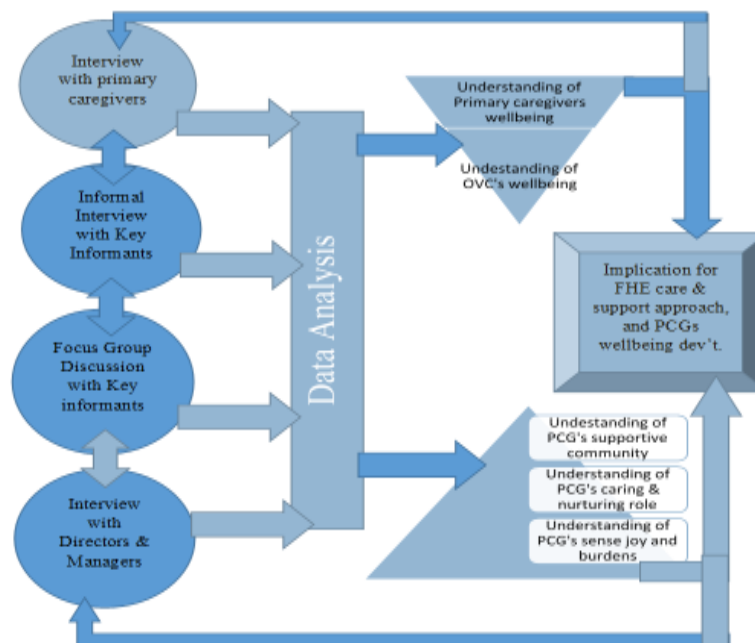 Interview
with primary
caregivers
Informal
Interview
with Key
Informants
Focus Group
Discussion
with Key
informants
Interview
with
Directors &
Managers
Data Analysis
Understanding of
Primary caregivers
wellbeing
Undestanding of
OVC's wellbeing
Implication for
FHE care &
support approach,
and PCGs
wellbeing dev't.
Undestanding of
PCG's supportive
community
Understanding of
PCG's caring &
nurturing role
Understanding of
PCG's sense joy and
burdens